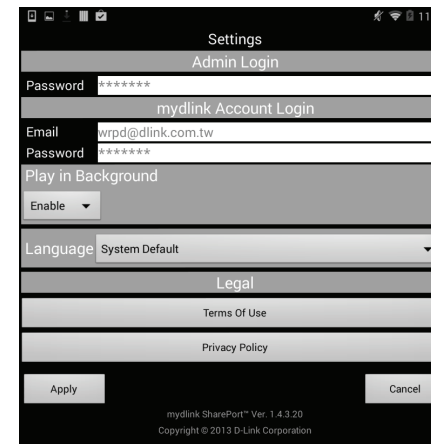 11
Settings
Admin Login
Password *******
mydlink Account Login
Email wrpd@dlink.com.tw
Password *******
Play in Background
Enable
Language System Default
Legal
Terms Of Use
Privacy Policy
Apply Cancel
mydlink SharePort™ Ver. 1.4.3.20
Copyright © 2013 D-Link Corporation